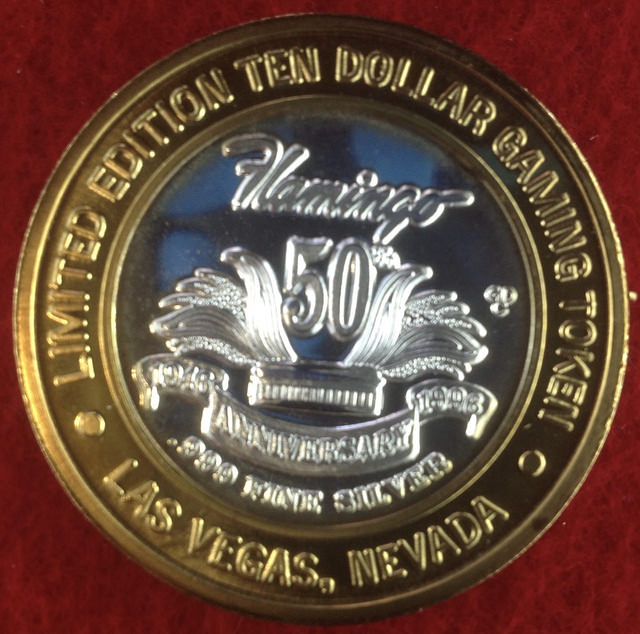 LIMITED EDITION TEN DOLLAR GAMING TOKEN
Flamingo
50th
1946 1996
ANNIVERSARY
.999 FINE SILVER
LAS VEGAS, NEVADA